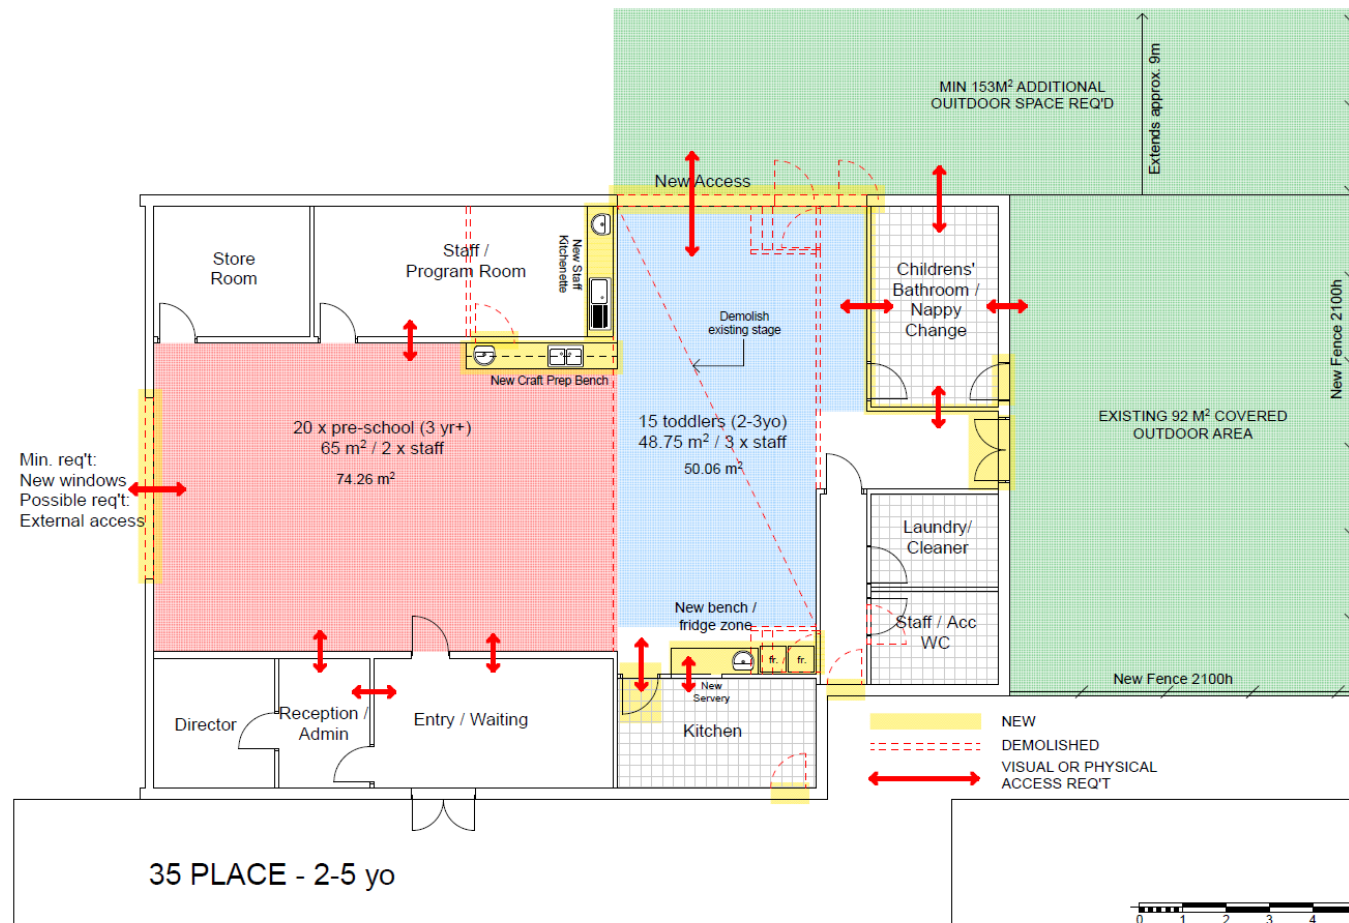 MIN 153M² ADDITIONAL
OUITDOOR SPACE REQ'D
Extends approx. 9m
New Access
Store
Room
Staff /
Program Room
New Staff
Kitchenette
Childrens'
Bathroom /
Nappy
Change
Demolish
existing stage
New Craft Prep Bench
New Fence 2100h
20 x pre-school (3 yr+)
65 m² / 2 x staff
74.26 m²
15 toddlers (2-3yo)
48.75 m² / 3 x staff
50.06 m²
EXISTING 92 M² COVERED
OUTDOOR AREA
Min. req't:
New windows
Possible req't:
External access
Laundry/
Cleaner
New bench /
fridge zone
Staff / Acc
WC
fr.
fr.
New Fence 2100h
New
Servery
Director
Reception /
Admin
Entry / Waiting
Kitchen
NEW
DEMOLISHED
VISUAL OR PHYSICAL
ACCESS REQ'T
35 PLACE - 2-5 yo
0 1 2 3 4